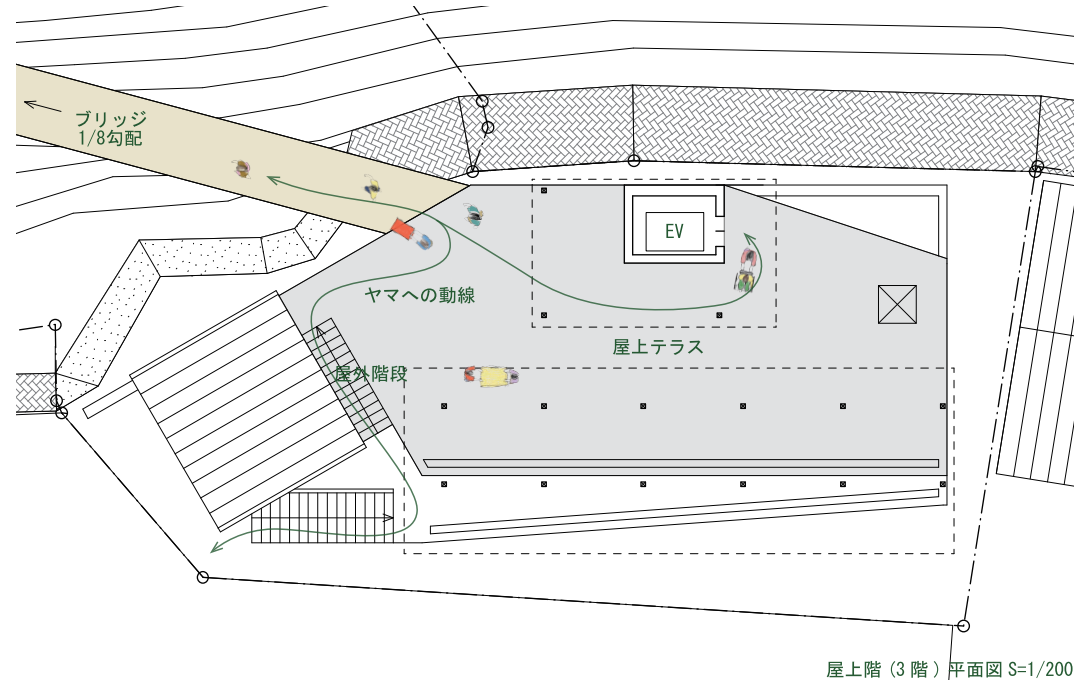 ブリッジ
1/8勾配
EV
ヤマへの動線
屋上テラス
屋外階段
屋上階 (3 階 ) 平面図 S=1/200